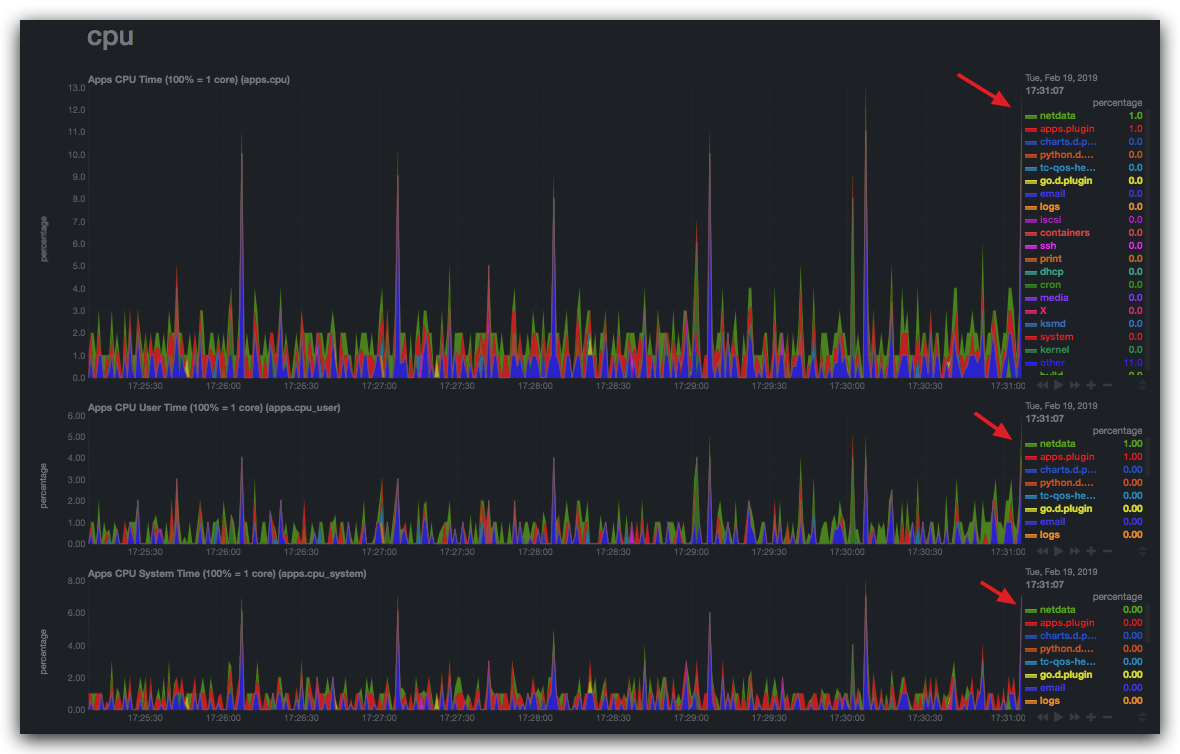 cpu
Apps CPU Time (100% = 1 core) (apps.cpu)
Tue, Feb 19, 2019
17:31:07
percentage
13.0
12.0
11.0
10.0
9.0
8.0
7.0
6.0
5.0
4.0
3.0
2.0
1.0
0.0
percentage
netdata 1.0
apps.plugin 1.0
charts.d.p... 0.0
python.d.... 0.0
tc-qos-he... 0.0
go.d.plugin 0.0
email 0.0
logs 0.0
iscsi 0.0
containers 0.0
ssh 0.0
print 0.0
dhcp 0.0
cron 0.0
media 0.0
X 0.0
ksmd 0.0
system 0.0
kernel 0.0
other 11.0
build 0.0
17:25:30 17:26:00 17:26:30 17:27:00 17:27:30 17:28:00 17:28:30 17:29:00 17:29:30 17:30:00 17:30:30 17:31:00
Apps CPU User Time (100% = 1 core) (apps.cpu_user)
Tue, Feb 19, 2019
17:31:07
percentage
6.00
5.00
4.00
3.00
2.00
1.00
0.00
percentage
netdata 1.00
apps.plugin 1.00
charts.d.p... 0.00
python.d.... 0.00
tc-qos-he... 0.00
go.d.plugin 0.00
email 0.00
logs 0.00
17:25:30 17:26:00 17:26:30 17:27:00 17:27:30 17:28:00 17:28:30 17:29:00 17:29:30 17:30:00 17:30:30 17:31:00
Apps CPU System Time (100% = 1 core) (apps.cpu_system)
Tue, Feb 19, 2019
17:31:07
percentage
8.00
6.00
4.00
2.00
0.00
percentage
netdata 0.00
apps.plugin 0.00
charts.d.p... 0.00
python.d.... 0.00
tc-qos-he... 0.00
go.d.plugin 0.00
email 0.00
logs 0.00
17:25:30 17:26:00 17:26:30 17:27:00 17:27:30 17:28:00 17:28:30 17:29:00 17:29:30 17:30:00 17:30:30 17:31:00